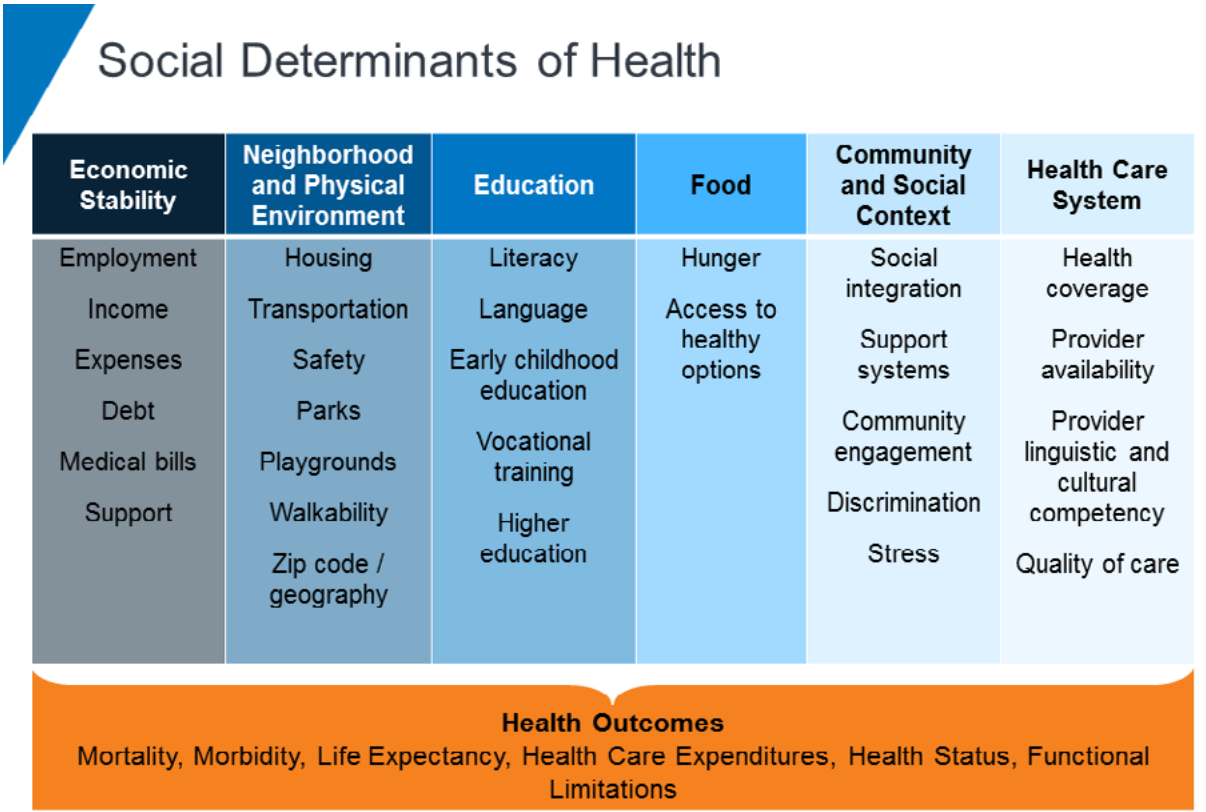 Social Determinants of Health
Economic
Stability
Neighborhood
and Physical
Environment
Education
Food
Community
and Social
Context
Health Care
System
Employment
Income
Expenses
Debt
Medical bills
Support
Housing
Transportation
Safety
Parks
Playgrounds
Walkability
Zip code /
geography
Literacy
Language
Early childhood
education
Vocational
training
Higher
education
Hunger
Access to
healthy
options
Social
integration
Support
systems
Community
engagement
Discrimination
Stress
Health
coverage
Provider
availability
Provider
linguistic and
cultural
competency
Quality of care
Health Outcomes
Mortality, Morbidity, Life Expectancy, Health Care Expenditures, Health Status, Functional
Limitations